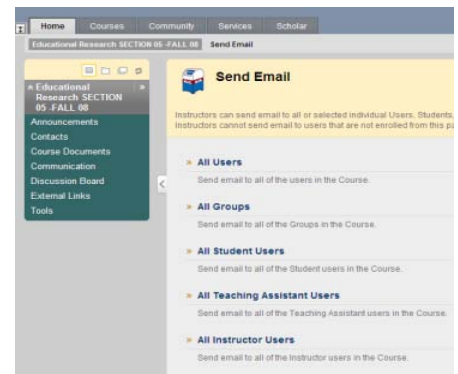 Home Courses Community Services Scholar
Educational Research SECTION 05 -FALL 08 Send Email
Educational
Research SECTION
05 -FALL 08
Announcements
Contacts
Course Documents
Communication
Discussion Board
External Links
Tools
Send Email
Instructors can send email to all or selected individual Users, Students,
Instructors cannot send email to users that are not enrolled from this
» All Users
Send email to all of the users in the Course.
» All Groups
Send email to all of the Groups in the Course.
» All Student Users
Send email to all of the Student users in the Course.
» All Teaching Assistant Users
Send email to all of the Teaching Assistant users in the Course.
» All Instructor Users
Send email to all of the Instructor users in the Course.